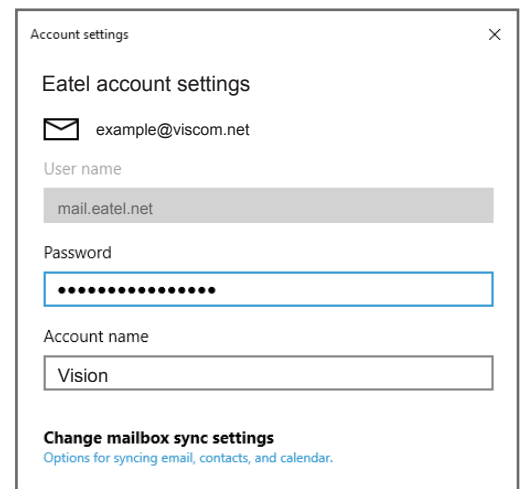 Account settings
Eatel account settings
example@viscom.net
User name
mail.eatel.net
Password
••••••••••••••••
Account name
Vision
Change mailbox sync settings
Options for syncing email, contacts, and calendar.